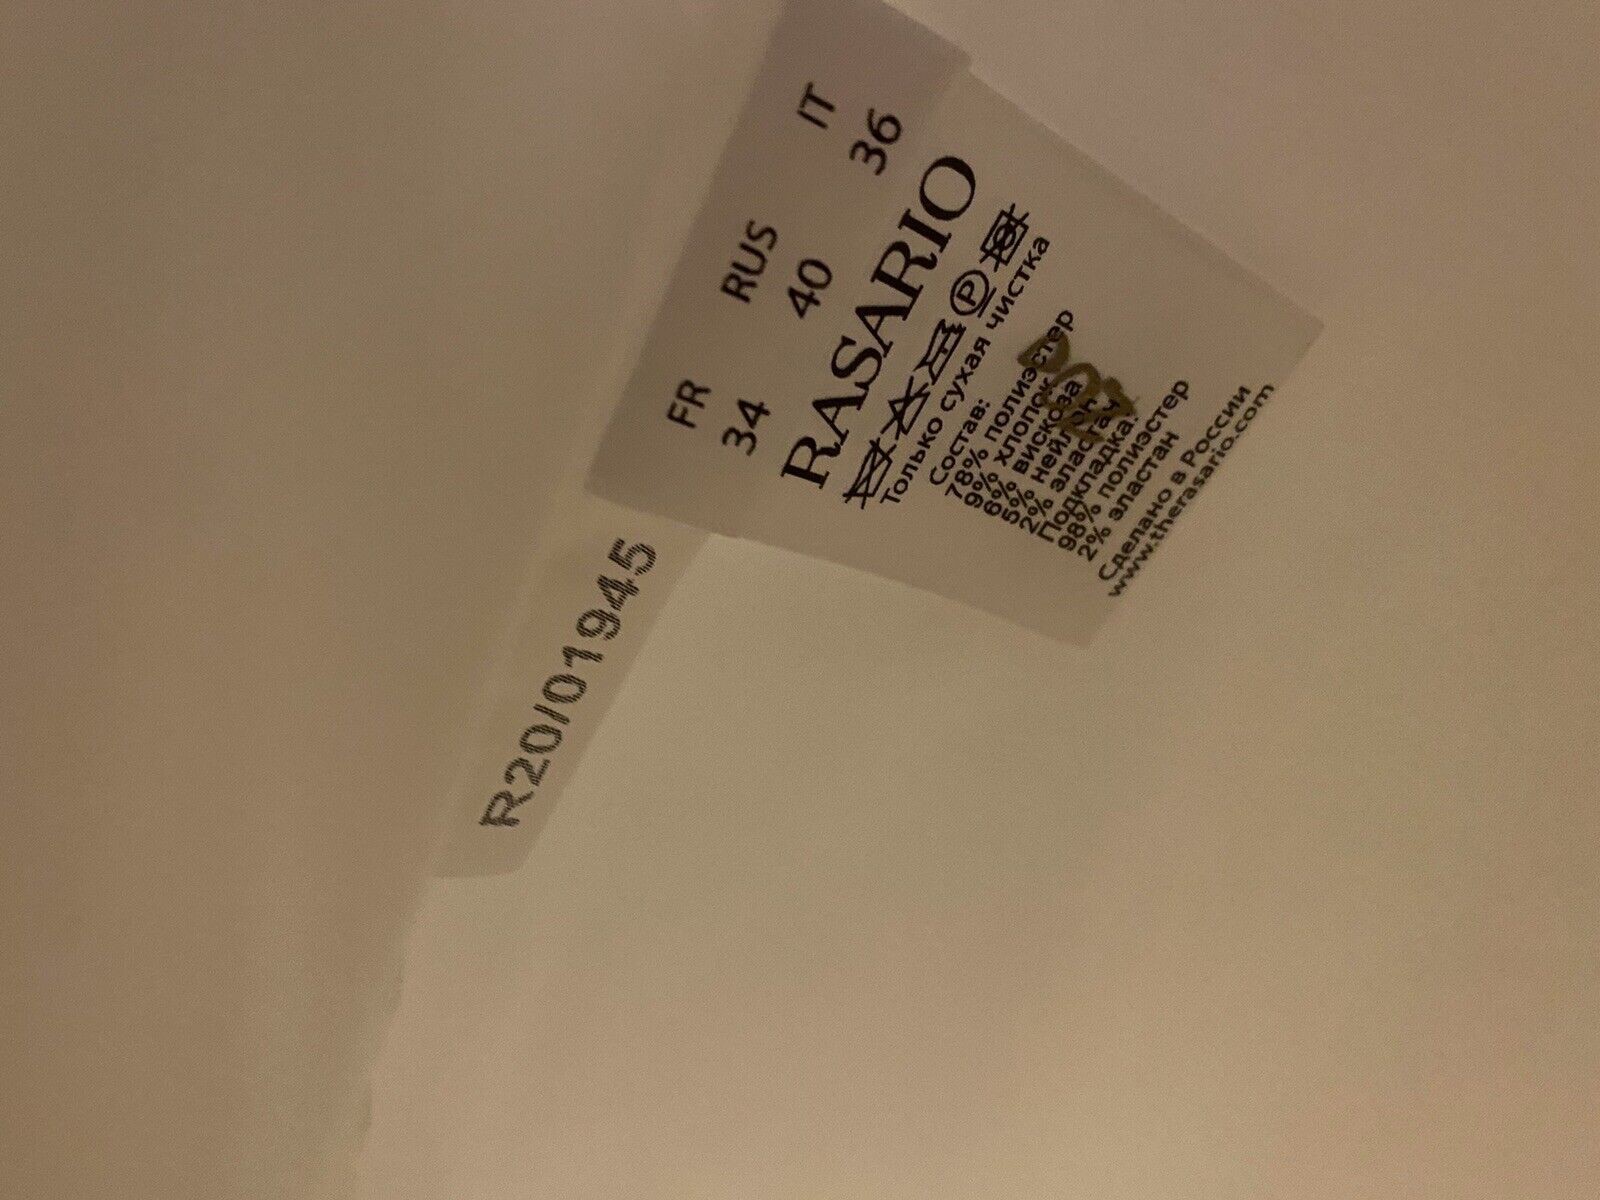 FR RUS IT
34 40 36
RASARIO
P
Только сухая чистка
Состав:
78% полиэстер
9% хлопок
6% вискоза
5% нейлон
2% эластан
Подкладка:
98% полиэстер
2% эластан
Сделано в России
www.therasario.com
R20/01945